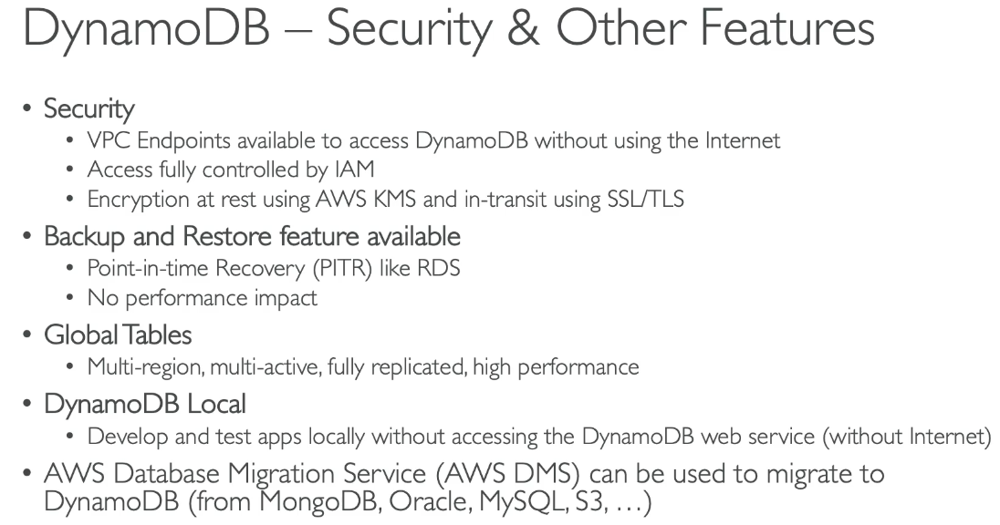 DynamoDB – Security & Other Features
• Security
• VPC Endpoints available to access DynamoDB without using the Internet
• Access fully controlled by IAM
• Encryption at rest using AWS KMS and in-transit using SSL/TLS
• Backup and Restore feature available
• Point-in-time Recovery (PITR) like RDS
• No performance impact
• Global Tables
• Multi-region, multi-active, fully replicated, high performance
• DynamoDB Local
• Develop and test apps locally without accessing the DynamoDB web service (without Internet)
• AWS Database Migration Service (AWS DMS) can be used to migrate to
DynamoDB (from MongoDB, Oracle, MySQL, S3, …)